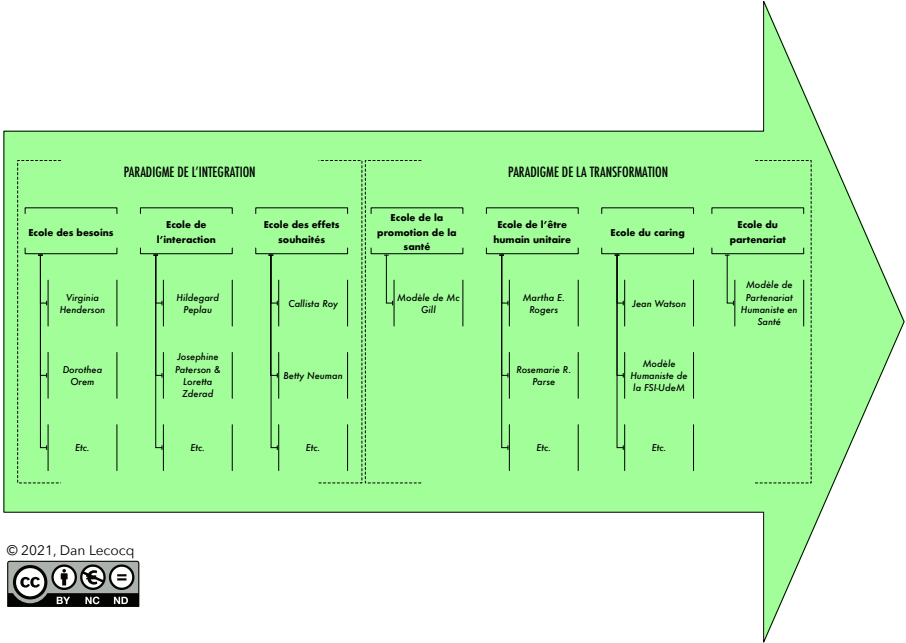 PARADIGME DE L'INTEGRATION
Ecole des besoins
Virginia
Henderson
Dorothea
Orem
Etc.
Ecole de
l'interaction
Hildegard
Peplau
Josephine
Paterson &
Loretta
Zderad
Etc.
Ecole des effets
souhaités
Callista Roy
Betty Neuman
Etc.
PARADIGME DE LA TRANSFORMATION
Ecole de la
promotion de la
santé
Modèle de Mc
Gill
Ecole de l'être
humain unitaire
Martha E.
Rogers
Rosemarie R.
Parse
Etc.
Ecole du caring
Jean Watson
Modèle
Humaniste de
la FSI-UdeM
Etc.
Ecole du
partenariat
Modèle de
Partenariat
Humaniste en
Santé
© 2021, Dan Lecocq
cc
BY NC ND